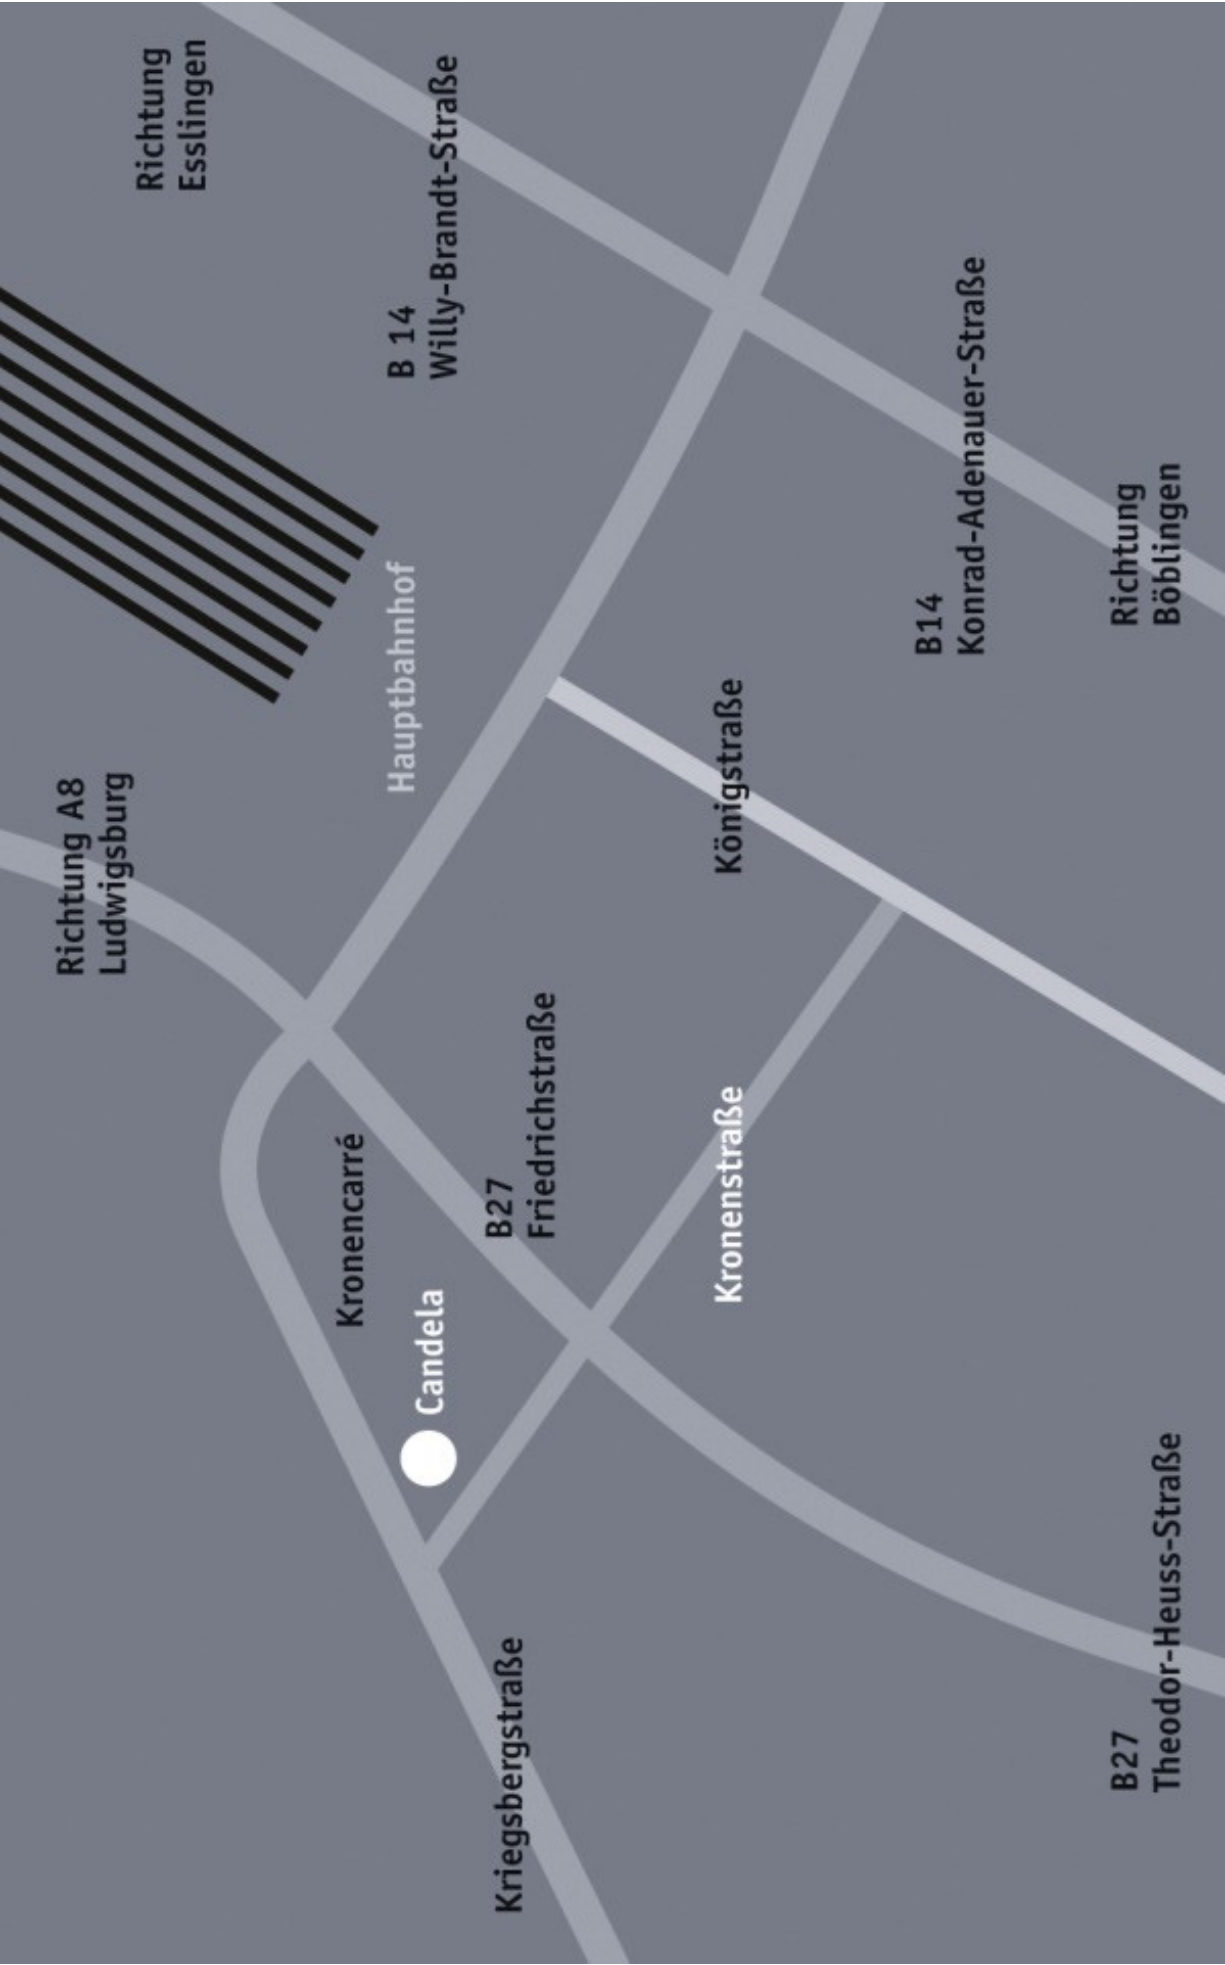 Richtung
Esslingen
Richtung A8
Ludwigsburg
B 14
Willy-Brandt-Straße
Hauptbahnhof
Kronencarré
Candela
B27
Friedrichstraße
Kriegsbergstraße
Königstraße
Kronenstraße
B14
Konrad-Adenauer-Straße
Richtung
Böblingen
B27
Theodor-Heuss-Straße